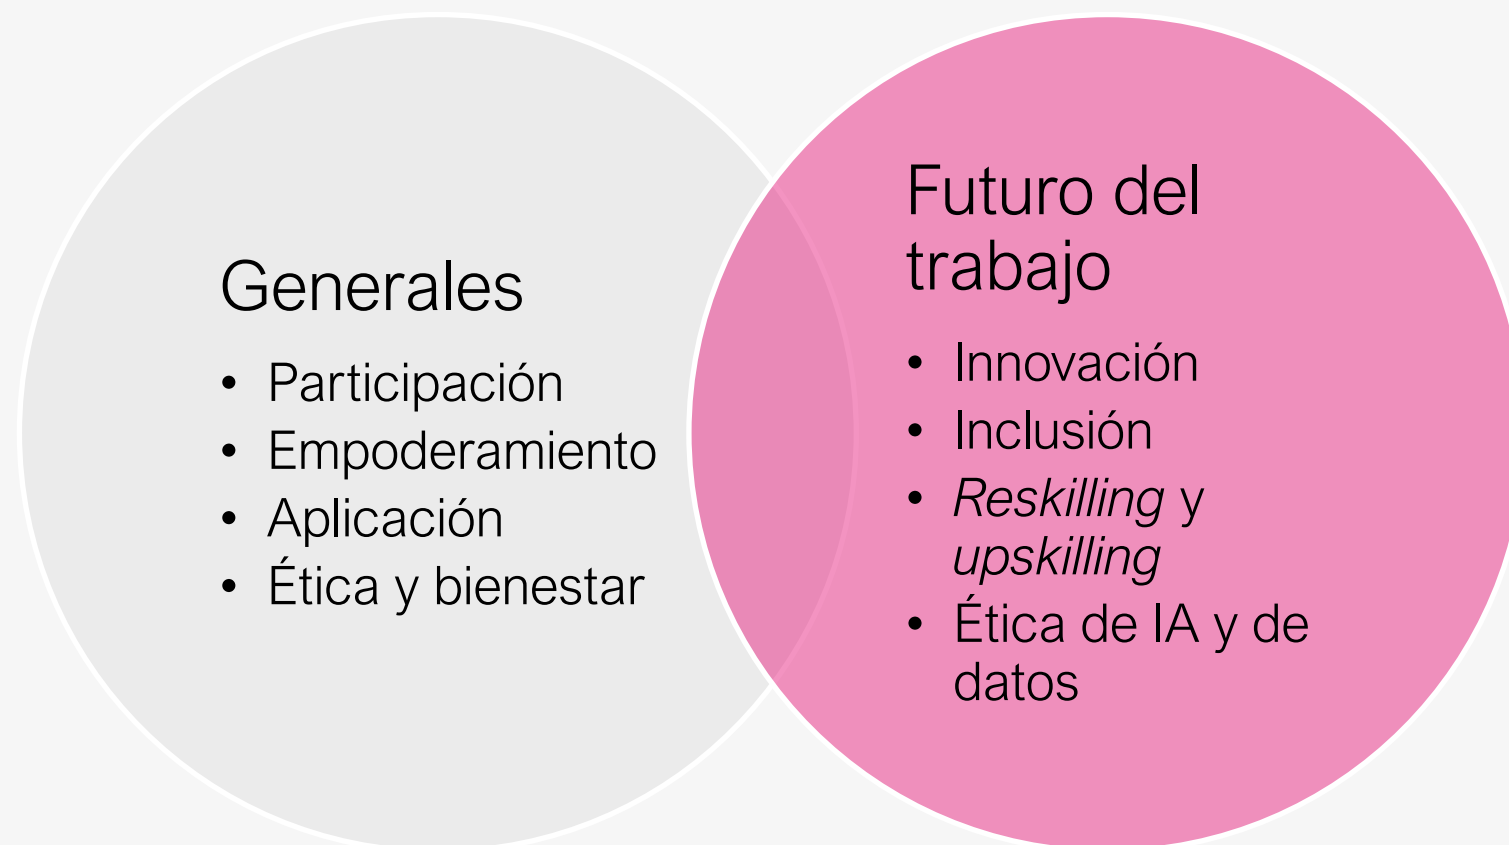 Generales
• Participación
• Empoderamiento
• Aplicación
• Ética y bienestar
Futuro del
trabajo
• Innovación
• Inclusión
• Reskilling y
upskilling
• Ética de IA y de
datos